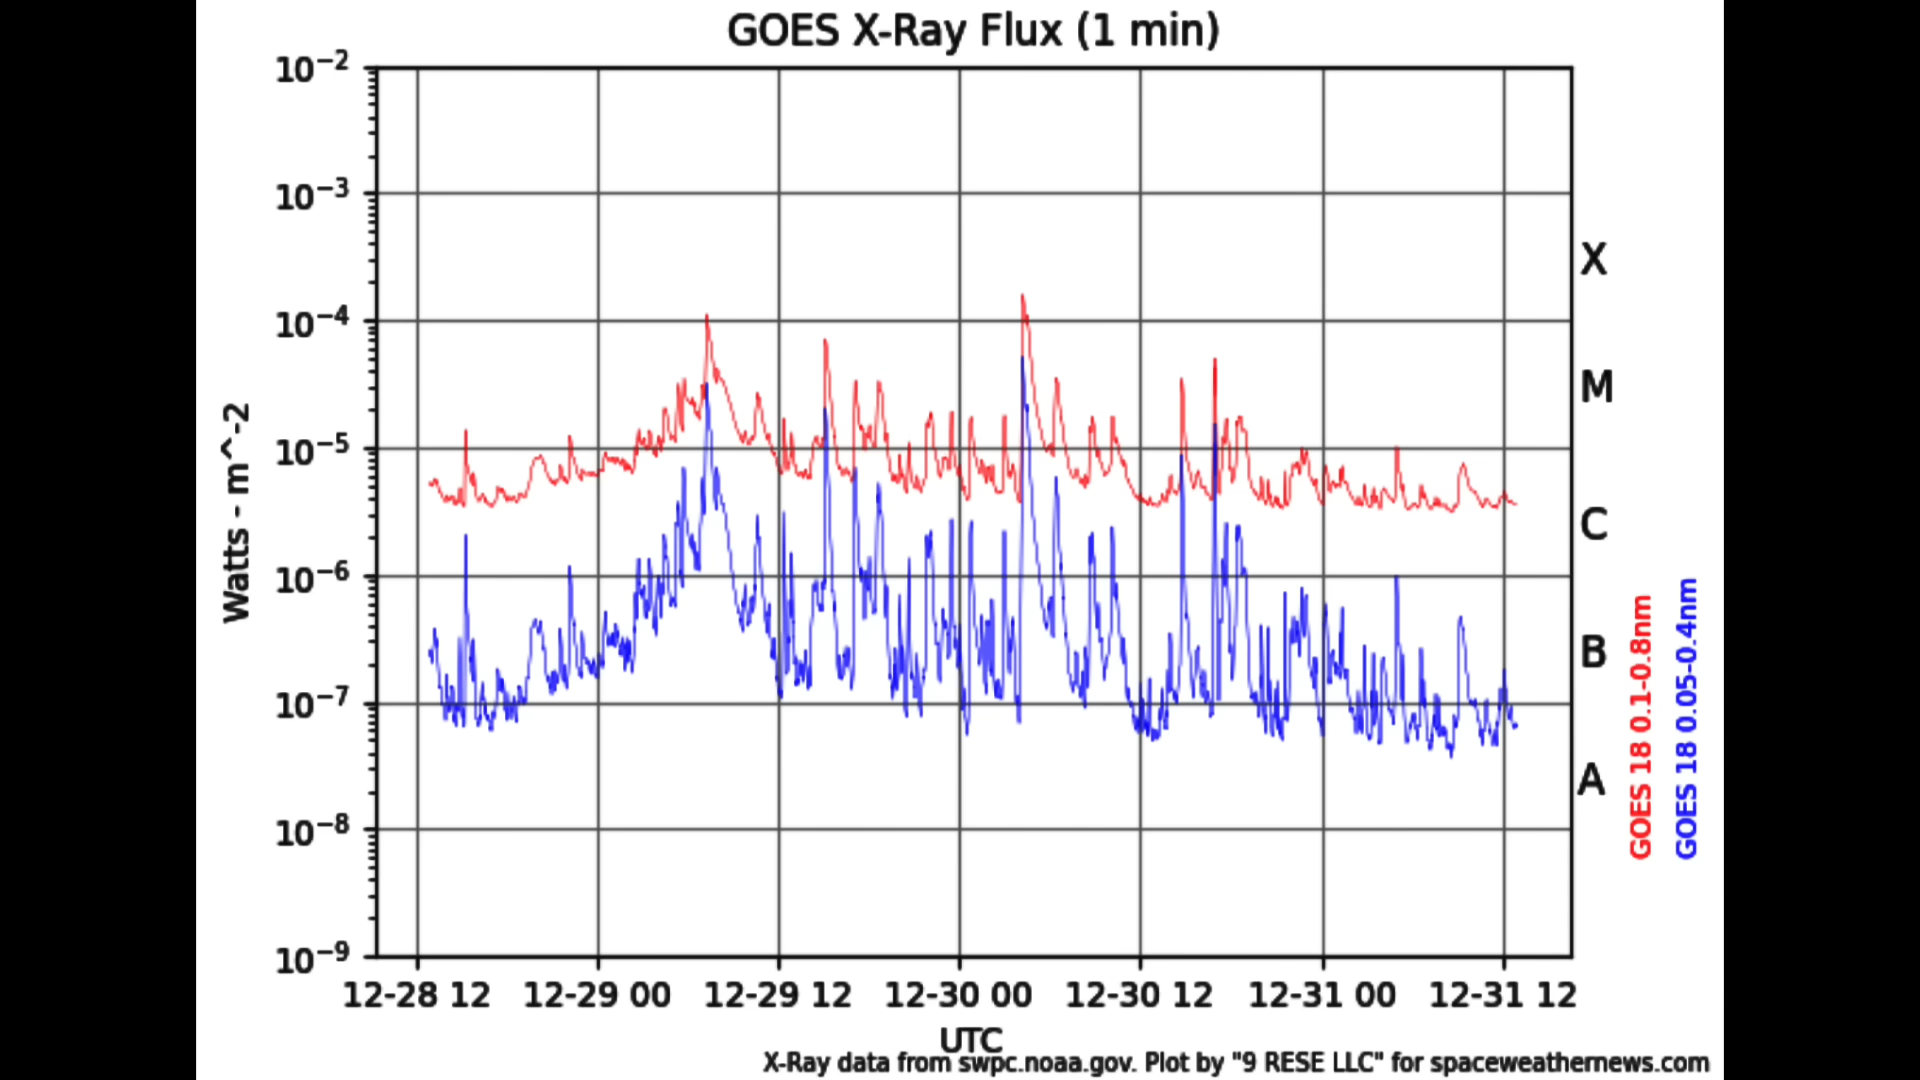 GOES X-Ray Flux (1 min)
10−2
10−3
10−4
10−5
10−6
10−7
10−8
10−9
Watts - m^-2
X
M
C
B
A
GOES 18 0.1-0.8nm
GOES 18 0.05-0.4nm
12-28 12 12-29 00 12-29 12 12-30 00 12-30 12 12-31 00 12-31 12
UTC
X-Ray data from swpc.noaa.gov. Plot by "9 RESE LLC" for spaceweathernews.com